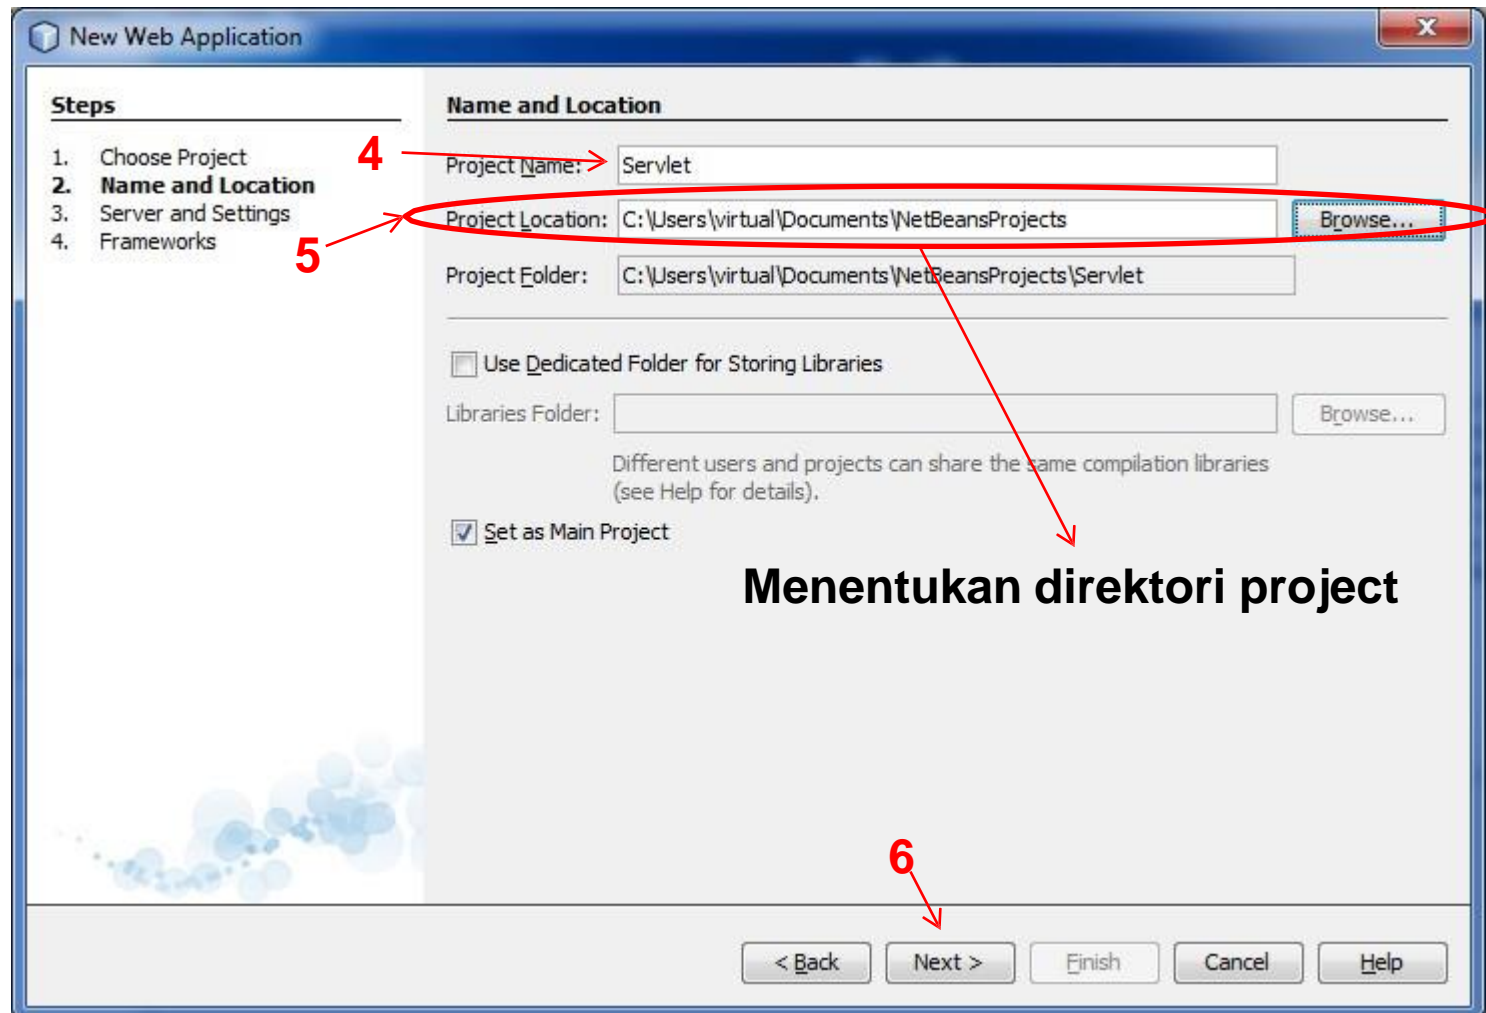 New Web Application
X
Steps
1. Choose Project
2. Name and Location
3. Server and Settings
4. Frameworks
Name and Location
4
Project Name: Servlet
5
Project Location: C:\Users\virtual\Documents\NetBeansProjects Browse...
Project Folder: C:\Users\virtual\Documents\NetBeansProjects\Servlet
Use Dedicated Folder for Storing Libraries
Libraries Folder: Browse...
Different users and projects can share the same compilation libraries
(see Help for details).
Set as Main Project
Menentukan direktori project
6
< Back Next > Finish Cancel Help